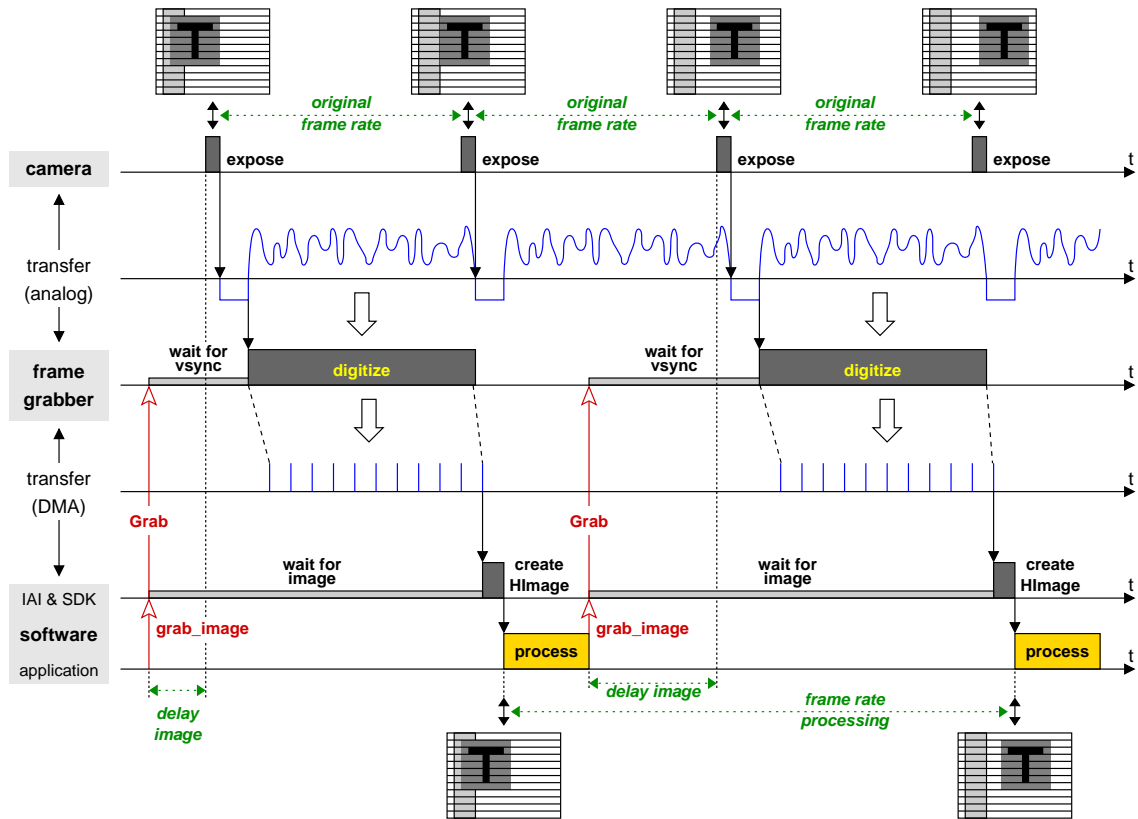 T T T T
original original original
frame rate frame rate frame rate
camera expose expose expose expose t
transfer
(analog) t
frame
grabber wait for
vsync digitize wait for
vsync digitize t
transfer
(DMA) t
Grab Grab
wait for
image create
HImage wait for
image create
HImage
IAI & SDK t
software grab_image grab_image
application process process t
delay
image delay image frame rate
processing
T T